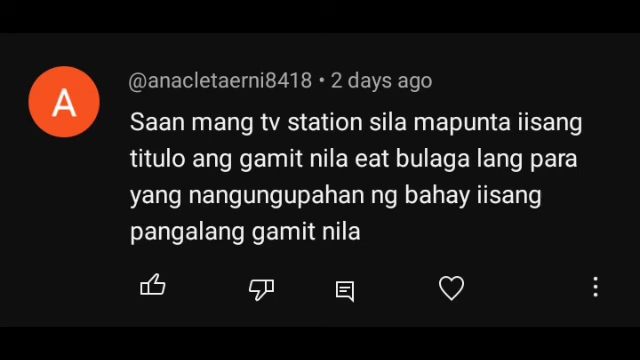 A
@anacletaerni8418 • 2 days ago
Saan mang tv station sila mapunta iisang
titulo ang gamit nila eat bulaga lang para
yang nangungupahan ng bahay iisang
pangalang gamit nila